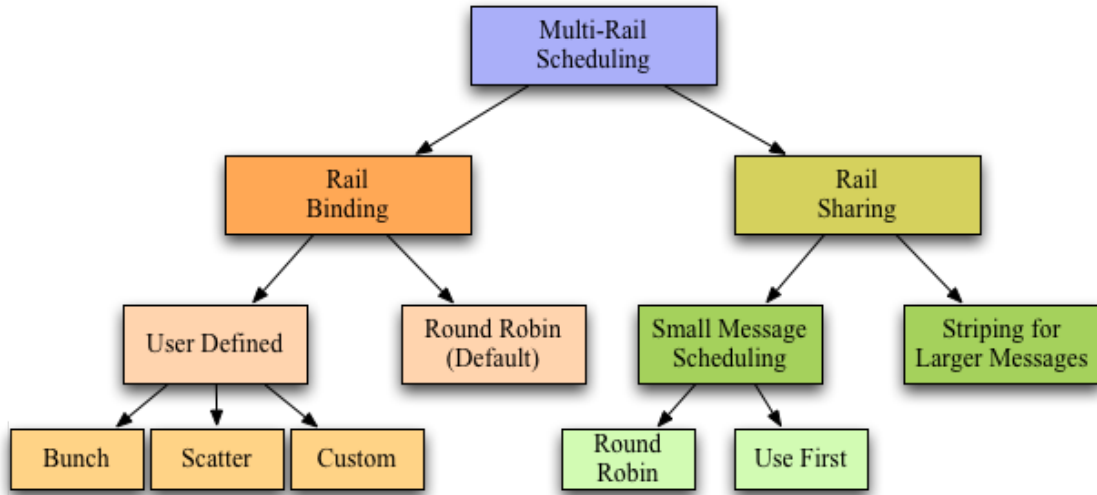 Multi-Rail
Scheduling
Rail
Binding
Rail
Sharing
User Defined
Round Robin
(Default)
Small Message
Scheduling
Striping for
Larger Messages
Bunch
Scatter
Custom
Round
Robin
Use First